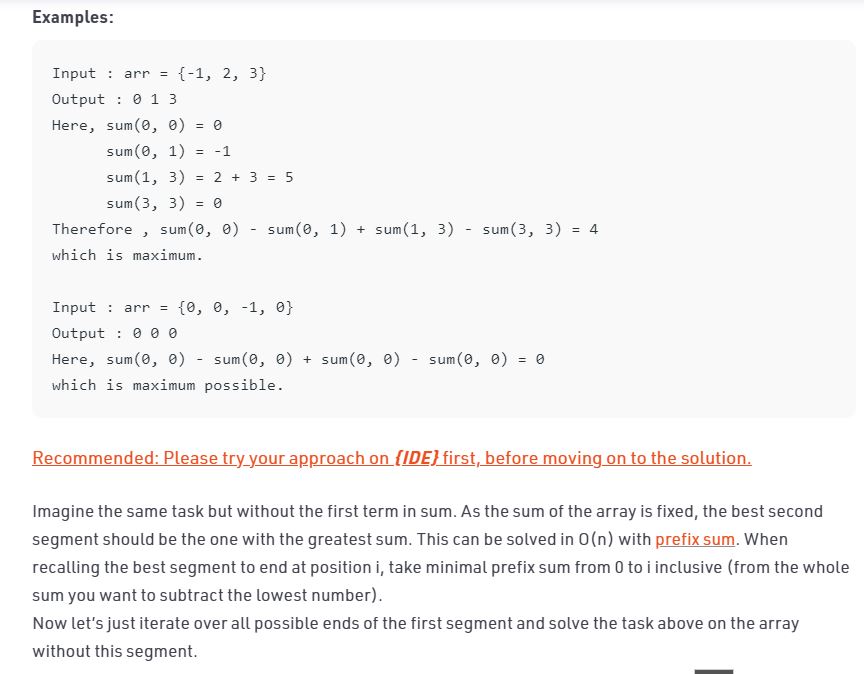 Examples:
Input : arr = {-1, 2, 3}
Output : 0 1 3
Here, sum(0, 0) = 0
sum(0, 1) = -1
sum(1, 3) = 2 + 3 = 5
sum(3, 3) = 0
Therefore , sum(0, 0) - sum(0, 1) + sum(1, 3) - sum(3, 3) = 4
which is maximum.
Input : arr = {0, 0, -1, 0}
Output : 0 0 0
Here, sum(0, 0) - sum(0, 0) + sum(0, 0) - sum(0, 0) = 0
which is maximum possible.
Recommended: Please try your approach on {IDE} first, before moving on to the solution.
Imagine the same task but without the first term in sum. As the sum of the array is fixed, the best second
segment should be the one with the greatest sum. This can be solved in O(n) with prefix sum. When
recalling the best segment to end at position i, take minimal prefix sum from 0 to i inclusive (from the whole
sum you want to subtract the lowest number).
Now let's just iterate over all possible ends of the first segment and solve the task above on the array
without this segment.